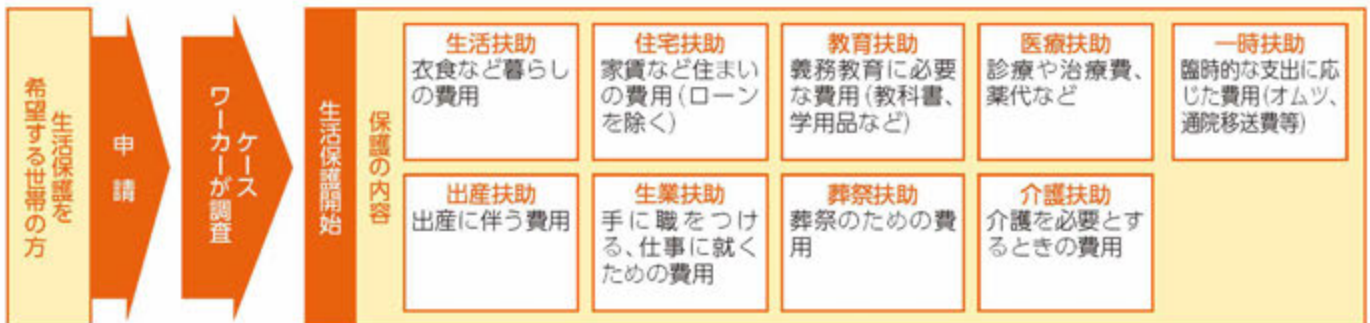 生活保護を
希望する世帯の方
申請
ケース
ワーカーが調査
生活保護開始
保護の内容
生活扶助
衣食など暮らし
の費用
住宅扶助
家賃など住まい
の費用(ローン
を除く)
教育扶助
義務教育に必要
な費用(教科書、
学用品など)
医療扶助
診療や治療費、
薬代など
一時扶助
臨時的な支出に応
じた費用(オムツ、
通院移送費等)
出産扶助
出産に伴う費用
生業扶助
手に職をつけ
る、仕事に就く
ための費用
葬祭扶助
葬祭のための費
用
介護扶助
介護を必要とす
るときの費用